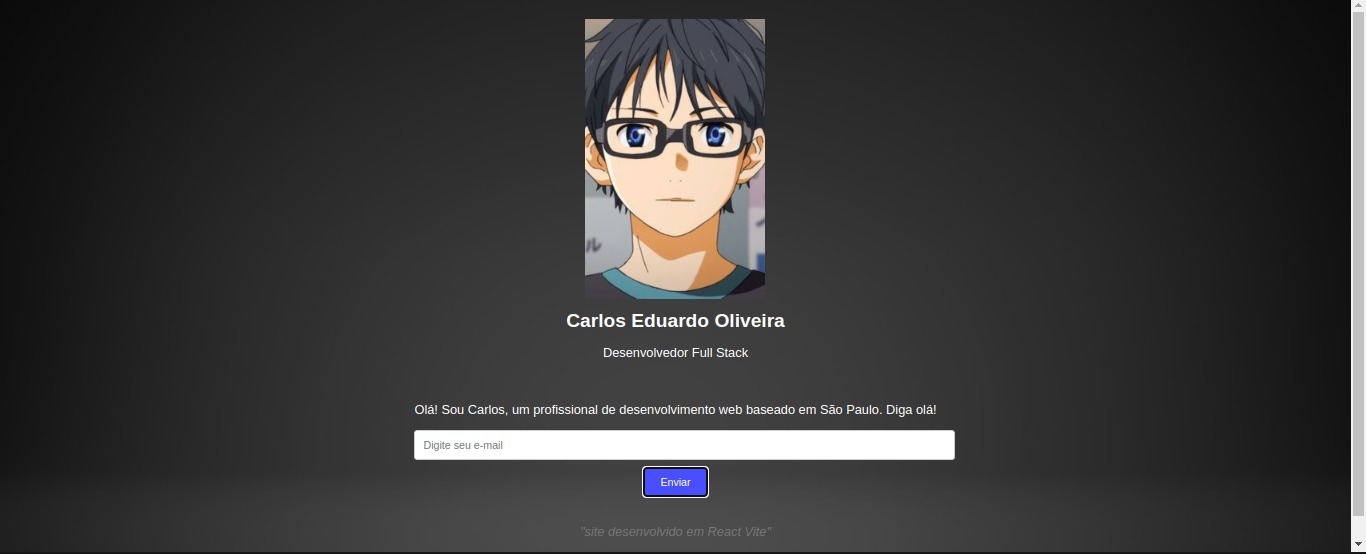 Carlos Eduardo Oliveira
Desenvolvedor Full Stack
Olá! Sou Carlos, um profissional de desenvolvimento web baseado em São Paulo. Diga olá!
Digite seu e-mail
Enviar
"site desenvolvido em React Vite"